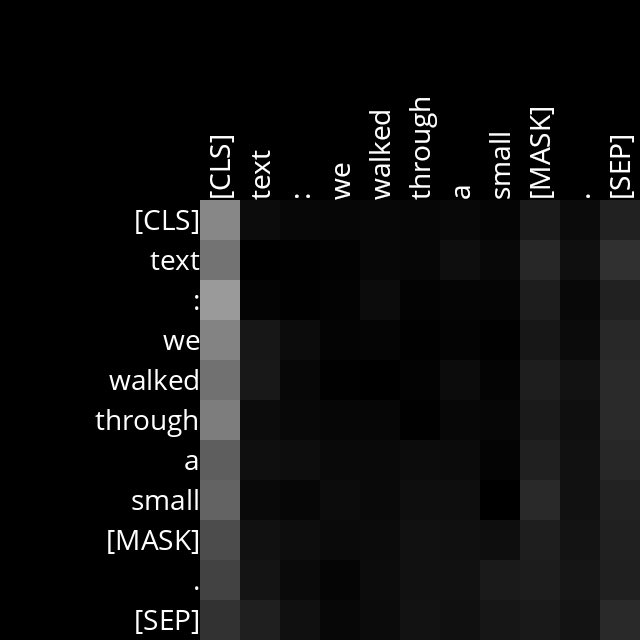 [CLS] text : we walked through a small [MASK] . [SEP]
[CLS]
text
:
we
walked
through
a
small
[MASK]
.
[SEP]